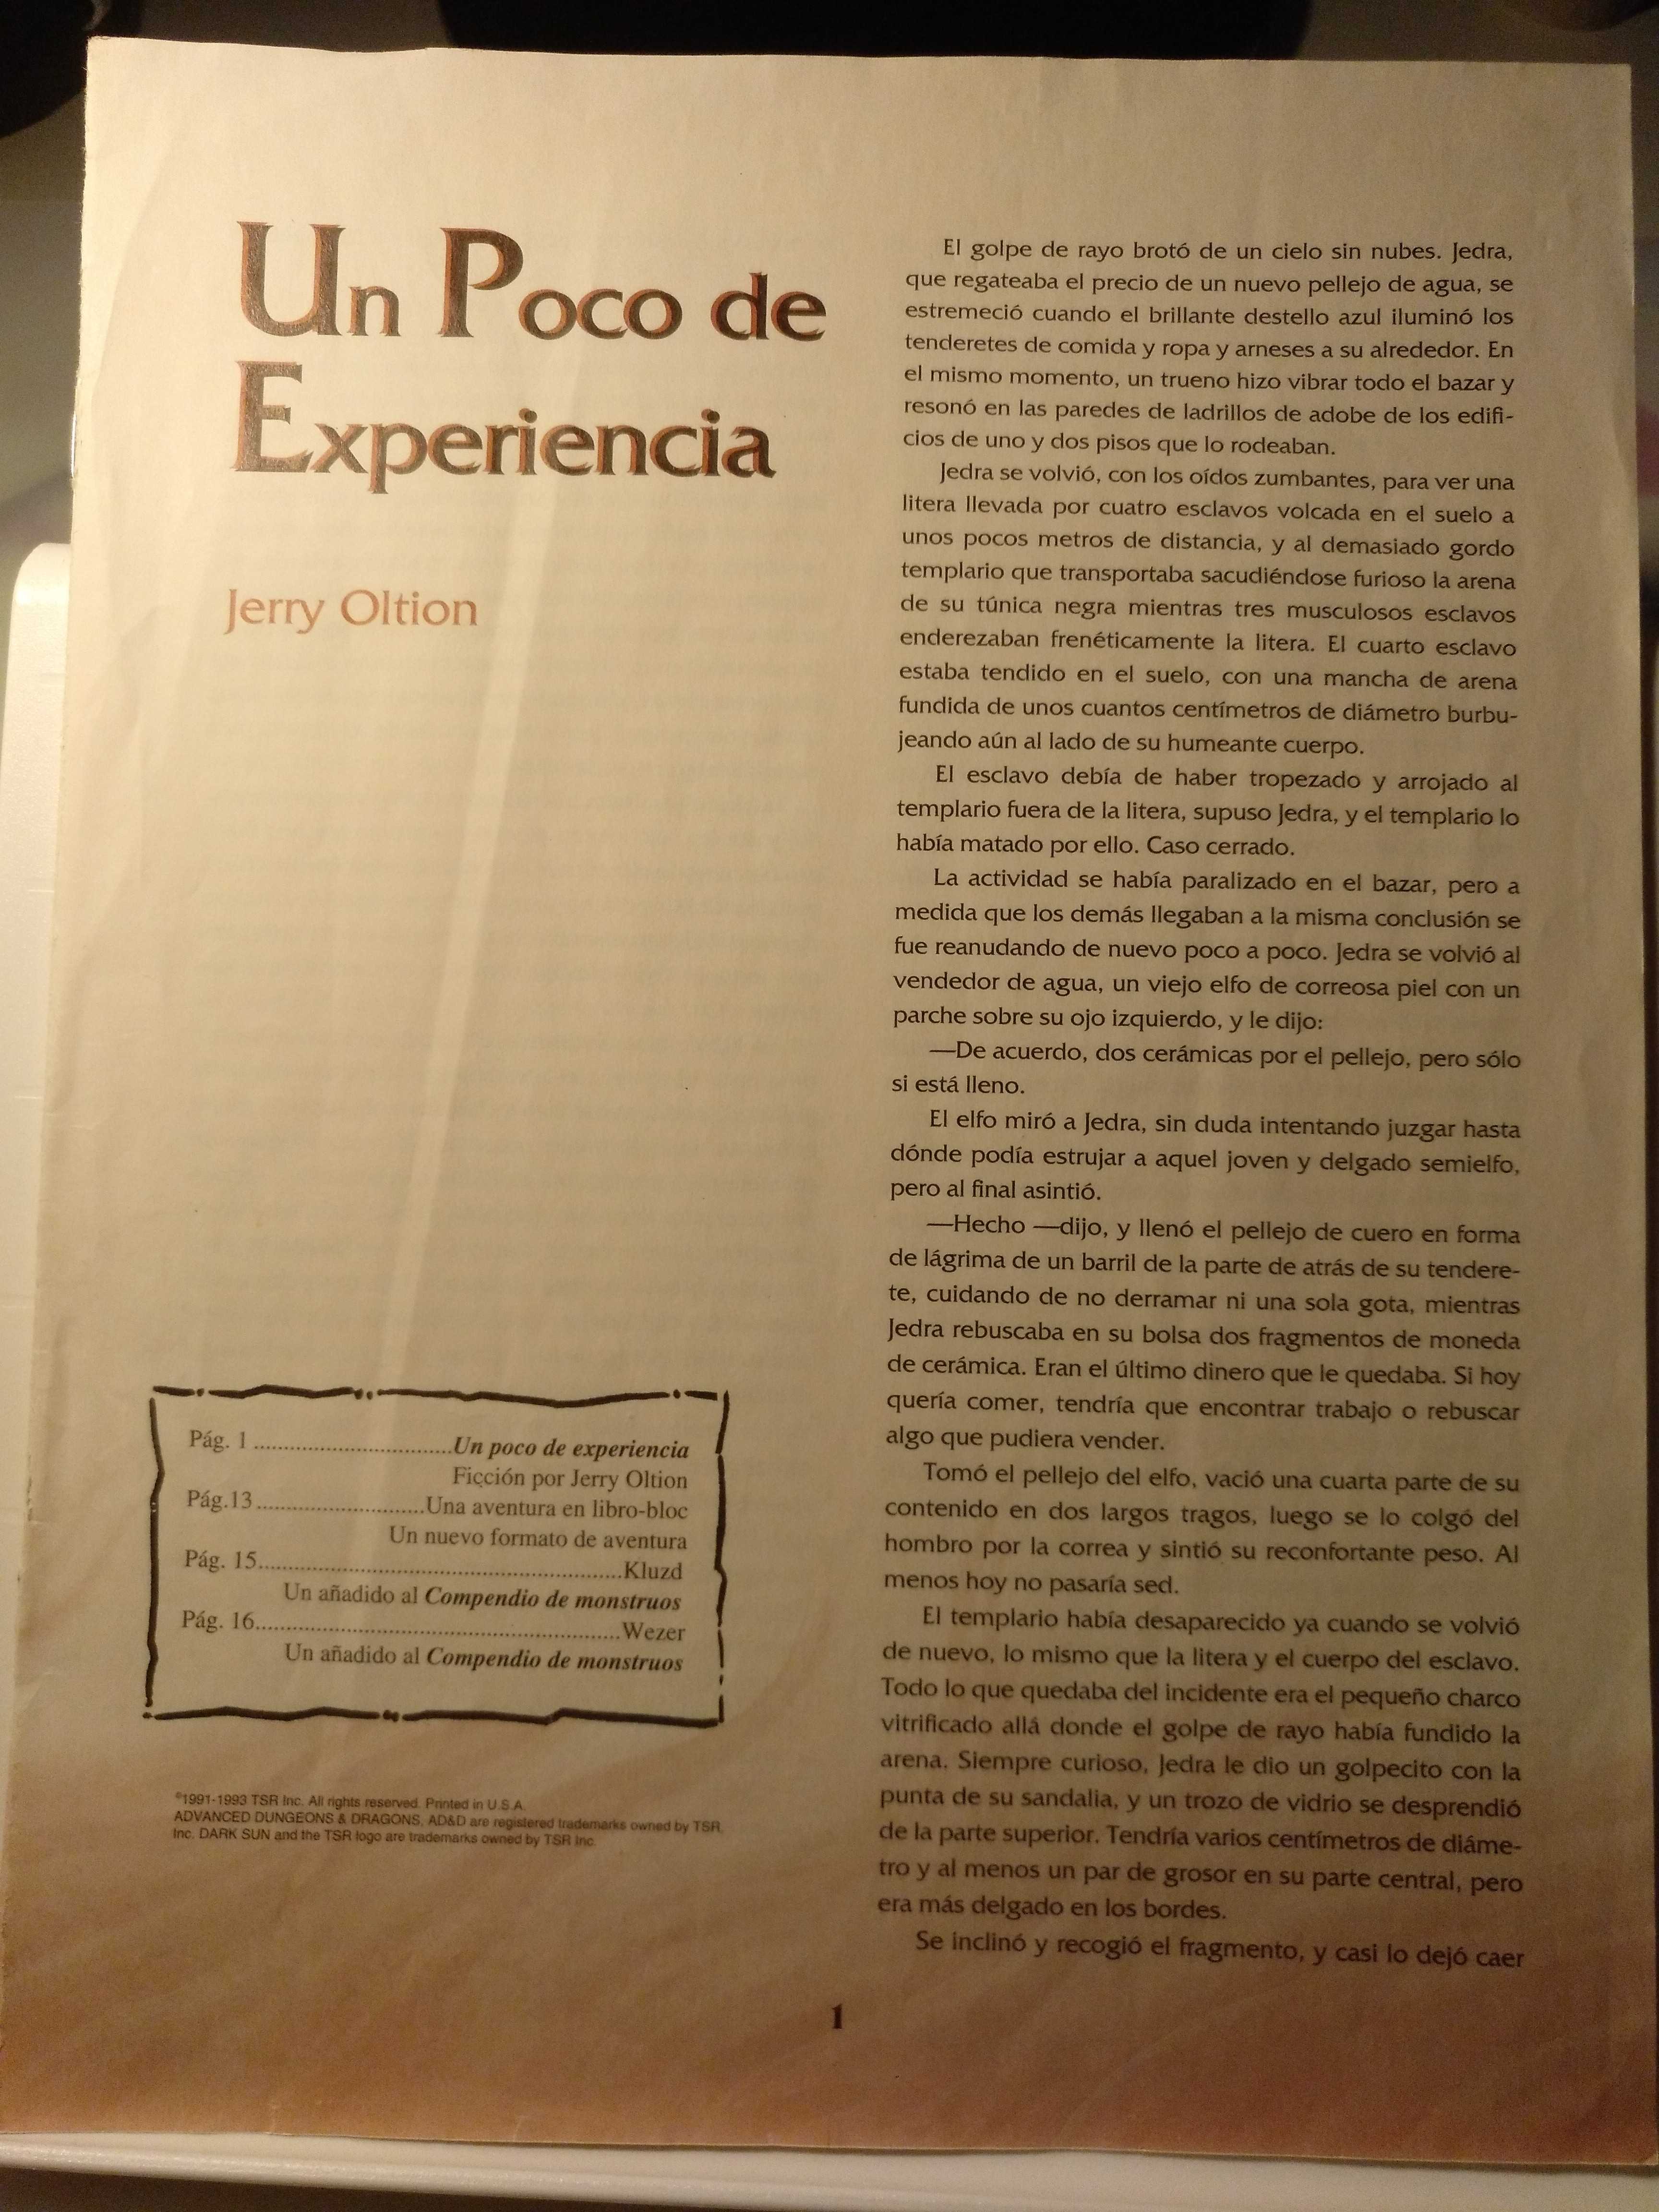 Un Poco de
Experiencia
Jerry Oltion
Pág. 1 ................................Un poco de experiencia
Ficción por Jerry Oltion
Pág.13...........................Una aventura en libro-bloc
Un nuevo formato de aventura
Pág. 15..........................................................Kluzd
Un añadido al Compendio de monstruos
Pág. 16..........................................................Wezer
Un añadido al Compendio de monstruos
©1991-1993 TSR Inc. All rights reserved. Printed in U.S.A.
ADVANCED DUNGEONS & DRAGONS, AD&D are registered trademarks owned by TSR,
Inc. DARK SUN and the TSR logo are trademarks owned by TSR Inc.
El golpe de rayo brotó de un cielo sin nubes. Jedra,
que regateaba el precio de un nuevo pellejo de agua, se
estremeció cuando el brillante destello azul iluminó los
tenderetes de comida y ropa y arneses a su alrededor. En
el mismo momento, un trueno hizo vibrar todo el bazar y
resonó en las paredes de ladrillos de adobe de los edifi-
cios de uno y dos pisos que lo rodeaban.
Jedra se volvió, con los oídos zumbantes, para ver una
litera llevada por cuatro esclavos volcada en el suelo a
unos pocos metros de distancia, y al demasiado gordo
templario que transportaba sacudiéndose furioso la arena
de su túnica negra mientras tres musculosos esclavos
enderezaban frenéticamente la litera. El cuarto esclavo
estaba tendido en el suelo, con una mancha de arena
fundida de unos cuantos centímetros de diámetro burbu-
jeando aún al lado de su humeante cuerpo.
El esclavo debía de haber tropezado y arrojado al
templario fuera de la litera, supuso Jedra, y el templario lo
había matado por ello. Caso cerrado.
La actividad se había paralizado en el bazar, pero a
medida que los demás llegaban a la misma conclusión se
fue reanudando de nuevo poco a poco. Jedra se volvió al
vendedor de agua, un viejo elfo de correosa piel con un
parche sobre su ojo izquierdo, y le dijo:
—De acuerdo, dos cerámicas por el pellejo, pero sólo
si está lleno.
El elfo miró a Jedra, sin duda intentando juzgar hasta
dónde podía estrujar a aquel joven y delgado semielfo,
pero al final asintió.
—Hecho —dijo, y llenó el pellejo de cuero en forma
de lágrima de un barril de la parte de atrás de su tendere-
te, cuidando de no derramar ni una sola gota, mientras
Jedra rebuscaba en su bolsa dos fragmentos de moneda
de cerámica. Eran el último dinero que le quedaba. Si hoy
quería comer, tendría que encontrar trabajo o rebuscar
algo que pudiera vender.
Tomó el pellejo del elfo, vació una cuarta parte de su
contenido en dos largos tragos, luego se lo colgó del
hombro por la correa y sintió su reconfortante peso. Al
menos hoy no pasaría sed.
El templario había desaparecido ya cuando se volvió
de nuevo, lo mismo que la litera y el cuerpo del esclavo.
Todo lo que quedaba del incidente era el pequeño charco
vitrificado allá donde el golpe de rayo había fundido la
arena. Siempre curioso, Jedra le dio un golpecito con la
punta de su sandalia, y un trozo de vidrio se desprendió
de la parte superior. Tendría varios centímetros de diáme-
tro y al menos un par de grosor en su parte central, pero
era más delgado en los bordes.
Se inclinó y recogió el fragmento, y casi lo dejó caer
1